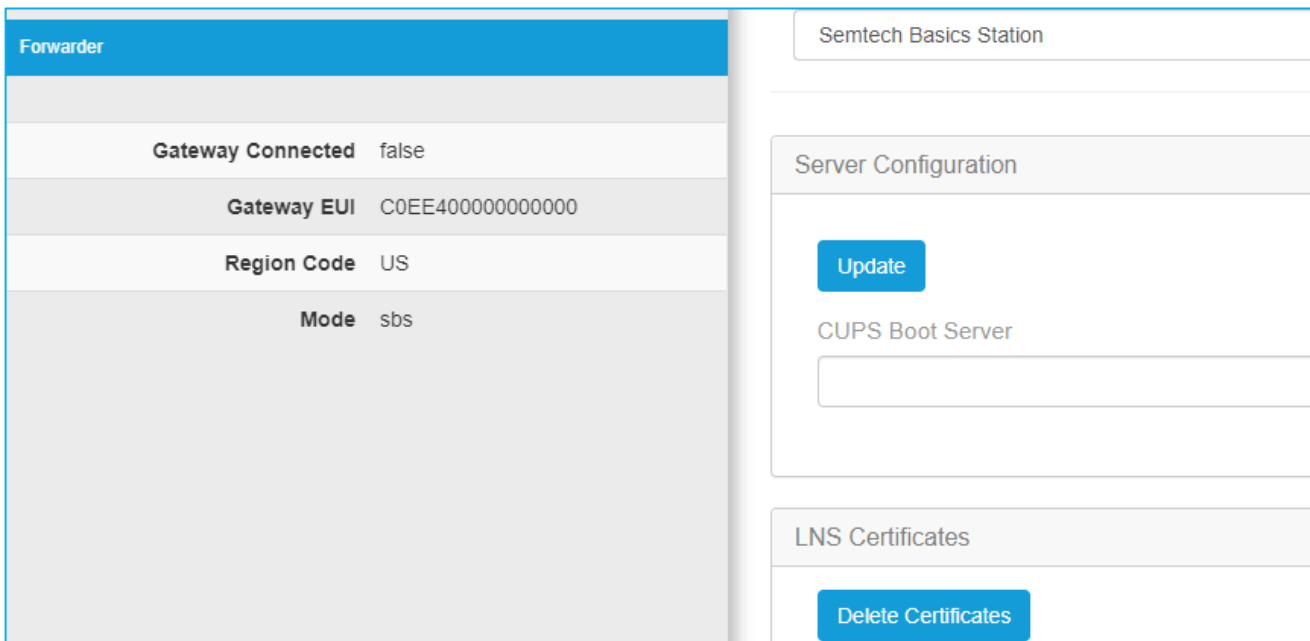 Forwarder
Gateway Connected false
Gateway EUI C0EE400000000000
Region Code US
Mode sbs
Semtech Basics Station
Server Configuration
Update
CUPS Boot Server
LNS Certificates
Delete Certificates